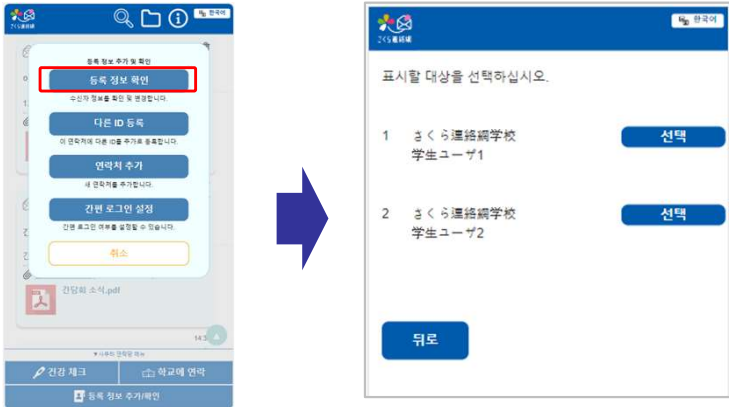 さくら連絡網
한국어
등록 정보 추가 및 확인
등록 정보 확인
수신자 정보를 확인 및 변경합니다.
다른 ID 등록
이 연락처에 다른 ID를 추가로 등록합니다.
연락처 추가
새 연락처를 추가합니다.
간편 로그인 설정
간편 로그인 여부를 설정할 수 있습니다.
취소
간담회 소식.pdf
14:3
건강 체크
학교에 연락
등록 정보 추가/확인
さくら連絡網
한국어
표시할 대상을 선택하십시오.
1 さくら連絡網学校
学生ユーザ1
선택
2 さくら連絡網学校
学生ユーザ2
선택
뒤로